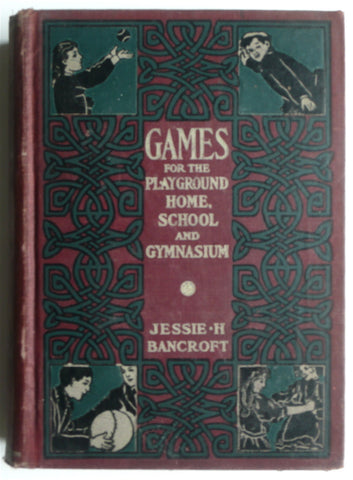 GAMES
FOR THE
PLAYGROUND
HOME,
SCHOOL
AND
GYMNASIUM
JESSIE·H
BANCROFT